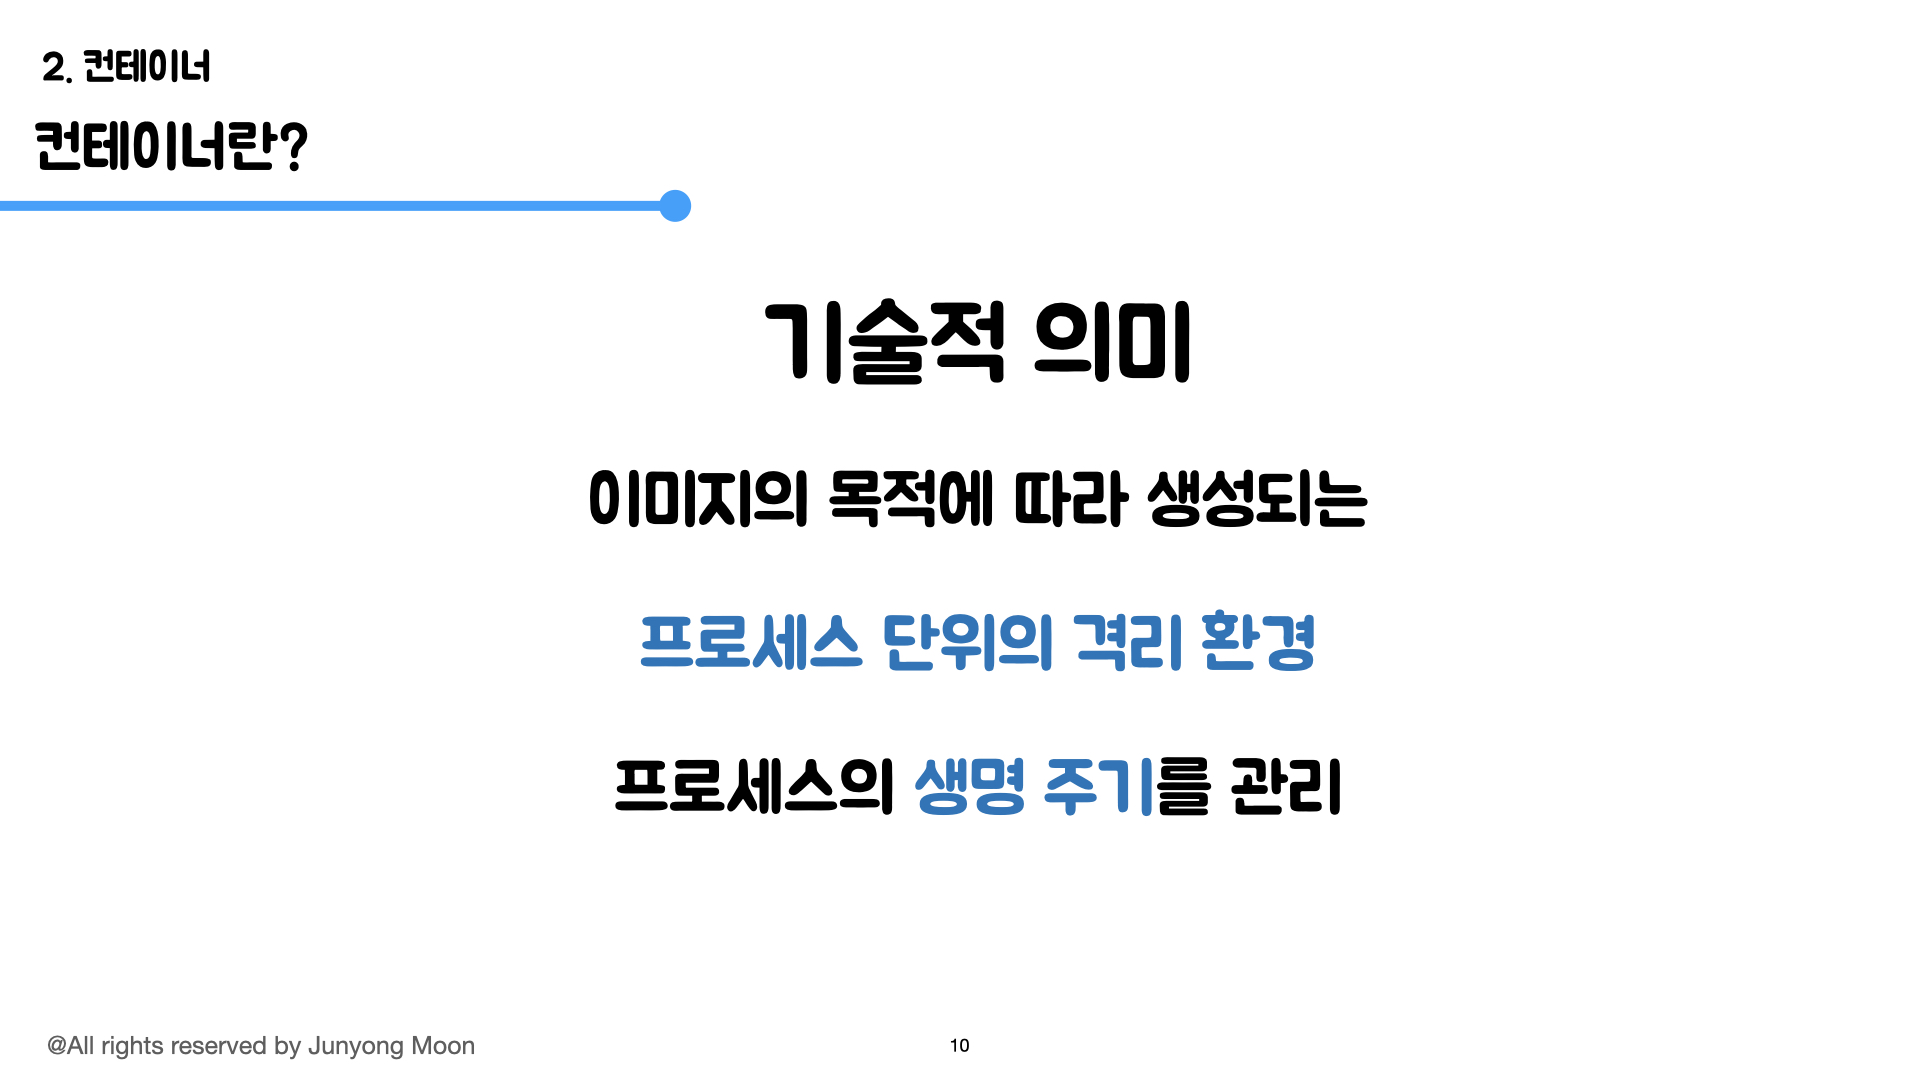 2. 컨테이너
컨테이너란?
기술적 의미
이미지의 목적에 따라 생성되는
프로세스 단위의 격리 환경
프로세스의 생명 주기를 관리
@All rights reserved by Junyong Moon
10